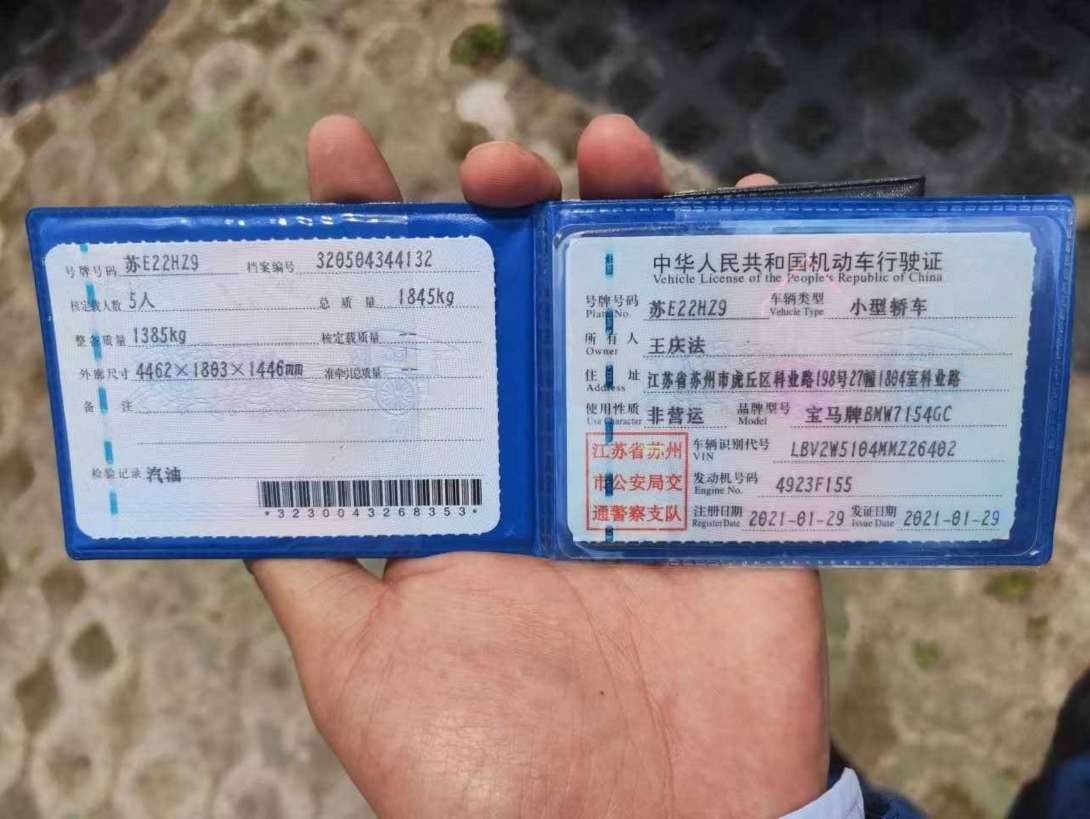 号牌号码 苏E22HZ9 档案编号 320504344132
核定载人数 5人 总质量 1845kg
整备质量 1385kg 核定载质量 --
外廓尺寸 4462×1803×1446mm 准牵引总质量 --
备注
检验记录 汽油
*3230043268353*
中华人民共和国机动车行驶证
Vehicle License of the People's Republic of China
号牌号码 苏E22HZ9 车辆类型 小型轿车
Plate No. Vehicle Type
所有人 王庆法
Owner
住址 江苏省苏州市虎丘区科业路198号27幢1804室科业路
Address
使用性质 非营运 品牌型号 宝马牌BMW7154GC
Use Character Model
江苏省苏州
市公安局交
通警察支队
车辆识别代号 LBV2W5104MMZ26402
VIN
发动机号码 4923F155
Engine No.
注册日期 2021-01-29 发证日期 2021-01-29
Register Date Issue Date